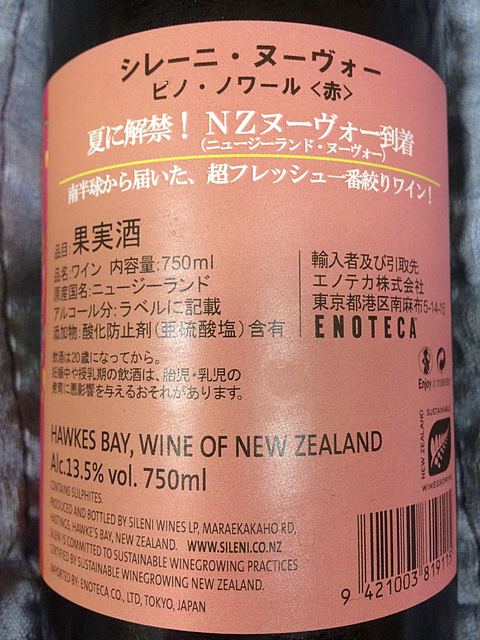 シレーニ・ヌーヴォー
ピノ・ノワール〈赤〉
夏に解禁！ NZヌーヴォー到着
（ニュージーランド・ヌーヴォー）
南半球から届いた、超フレッシュ一番絞りワイン！
品目:果実酒
品名:ワイン 内容量:750ml
原産国名:ニュージーランド
アルコール分:ラベルに記載
添加物:酸化防止剤(亜硫酸塩)含有
飲酒は20歳になってから。
妊娠中や授乳期の飲酒は、胎児・乳児の
発育に悪影響を与えるおそれがあります。
輸入者及び引取先
エノテカ株式会社
東京都港区南麻布5-14-15
ENOTECA
Enjoy in moderation
SUSTAINABLE
NEW ZEALAND
WINEGROWING
HAWKES BAY, WINE OF NEW ZEALAND
Alc.13.5% vol. 750ml
CONTAINS SULPHITES.
PRODUCED AND BOTTLED BY SILENI WINES LP, MARAEKAKAHO RD,
HASTINGS, HAWKE'S BAY, NEW ZEALAND. WWW.SILENI.CO.NZ
SILENI IS COMMITTED TO SUSTAINABLE WINEGROWING PRACTICES
CERTIFIED BY SUSTAINABLE WINEGROWING NEW ZEALAND.
IMPORTED BY: ENOTECA CO., LTD, TOKYO, JAPAN
9 421003 819115